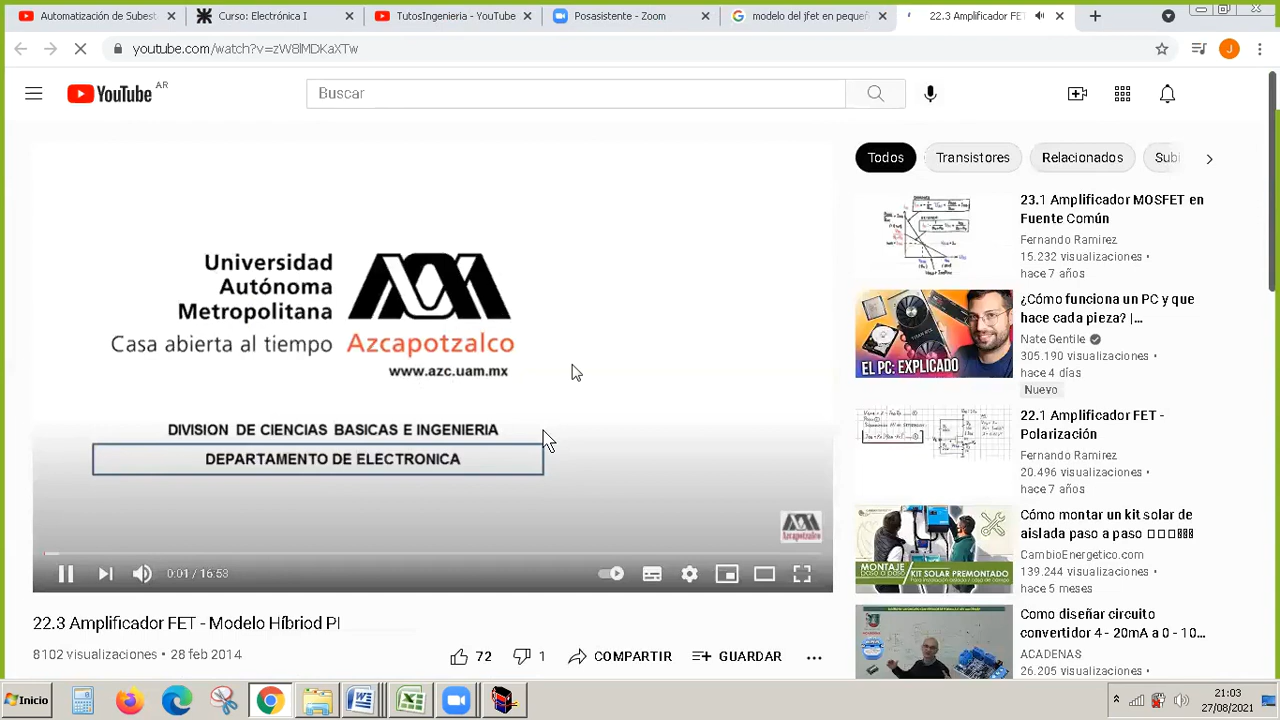 Automatización de Subest
Curso: Electrónica I
TutosIngeniería - YouTube
Posasistente - Zoom
modelo del jfet en pequeñ
22.3 Amplificador FET
youtube.com/watch?v=zW8lMDKaXTw
J
YouTube AR
Buscar
Todos
Transistores
Relacionados
Subi
Universidad
Autónoma
Metropolitana
Casa abierta al tiempo Azcapotzalco
www.azc.uam.mx
DIVISION DE CIENCIAS BASICAS E INGENIERIA
DEPARTAMENTO DE ELECTRONICA
Azcapotzalco
0:01 / 16:53
22.3 Amplificador FET - Modelo Híbriod PI
8102 visualizaciones • 28 feb 2014
72
1
COMPARTIR
GUARDAR
23.1 Amplificador MOSFET en
Fuente Común
Fernando Ramirez
15.232 visualizaciones •
hace 7 años
EL PC: EXPLICADO
¿Cómo funciona un PC y que
hace cada pieza? |...
Nate Gentile
305.190 visualizaciones •
hace 4 días
Nuevo
22.1 Amplificador FET -
Polarización
Fernando Ramirez
20.496 visualizaciones •
hace 7 años
MONTAJE
paso a paso
KIT SOLAR PREMONTADO
Cómo montar un kit solar de
aislada paso a paso
CambioEnergetico.com
139.244 visualizaciones •
hace 5 meses
Como diseñar circuito
convertidor 4 - 20mA a 0 - 10...
ACADENAS
26.205 visualizaciones •
Inicio
21:03
27/08/2021